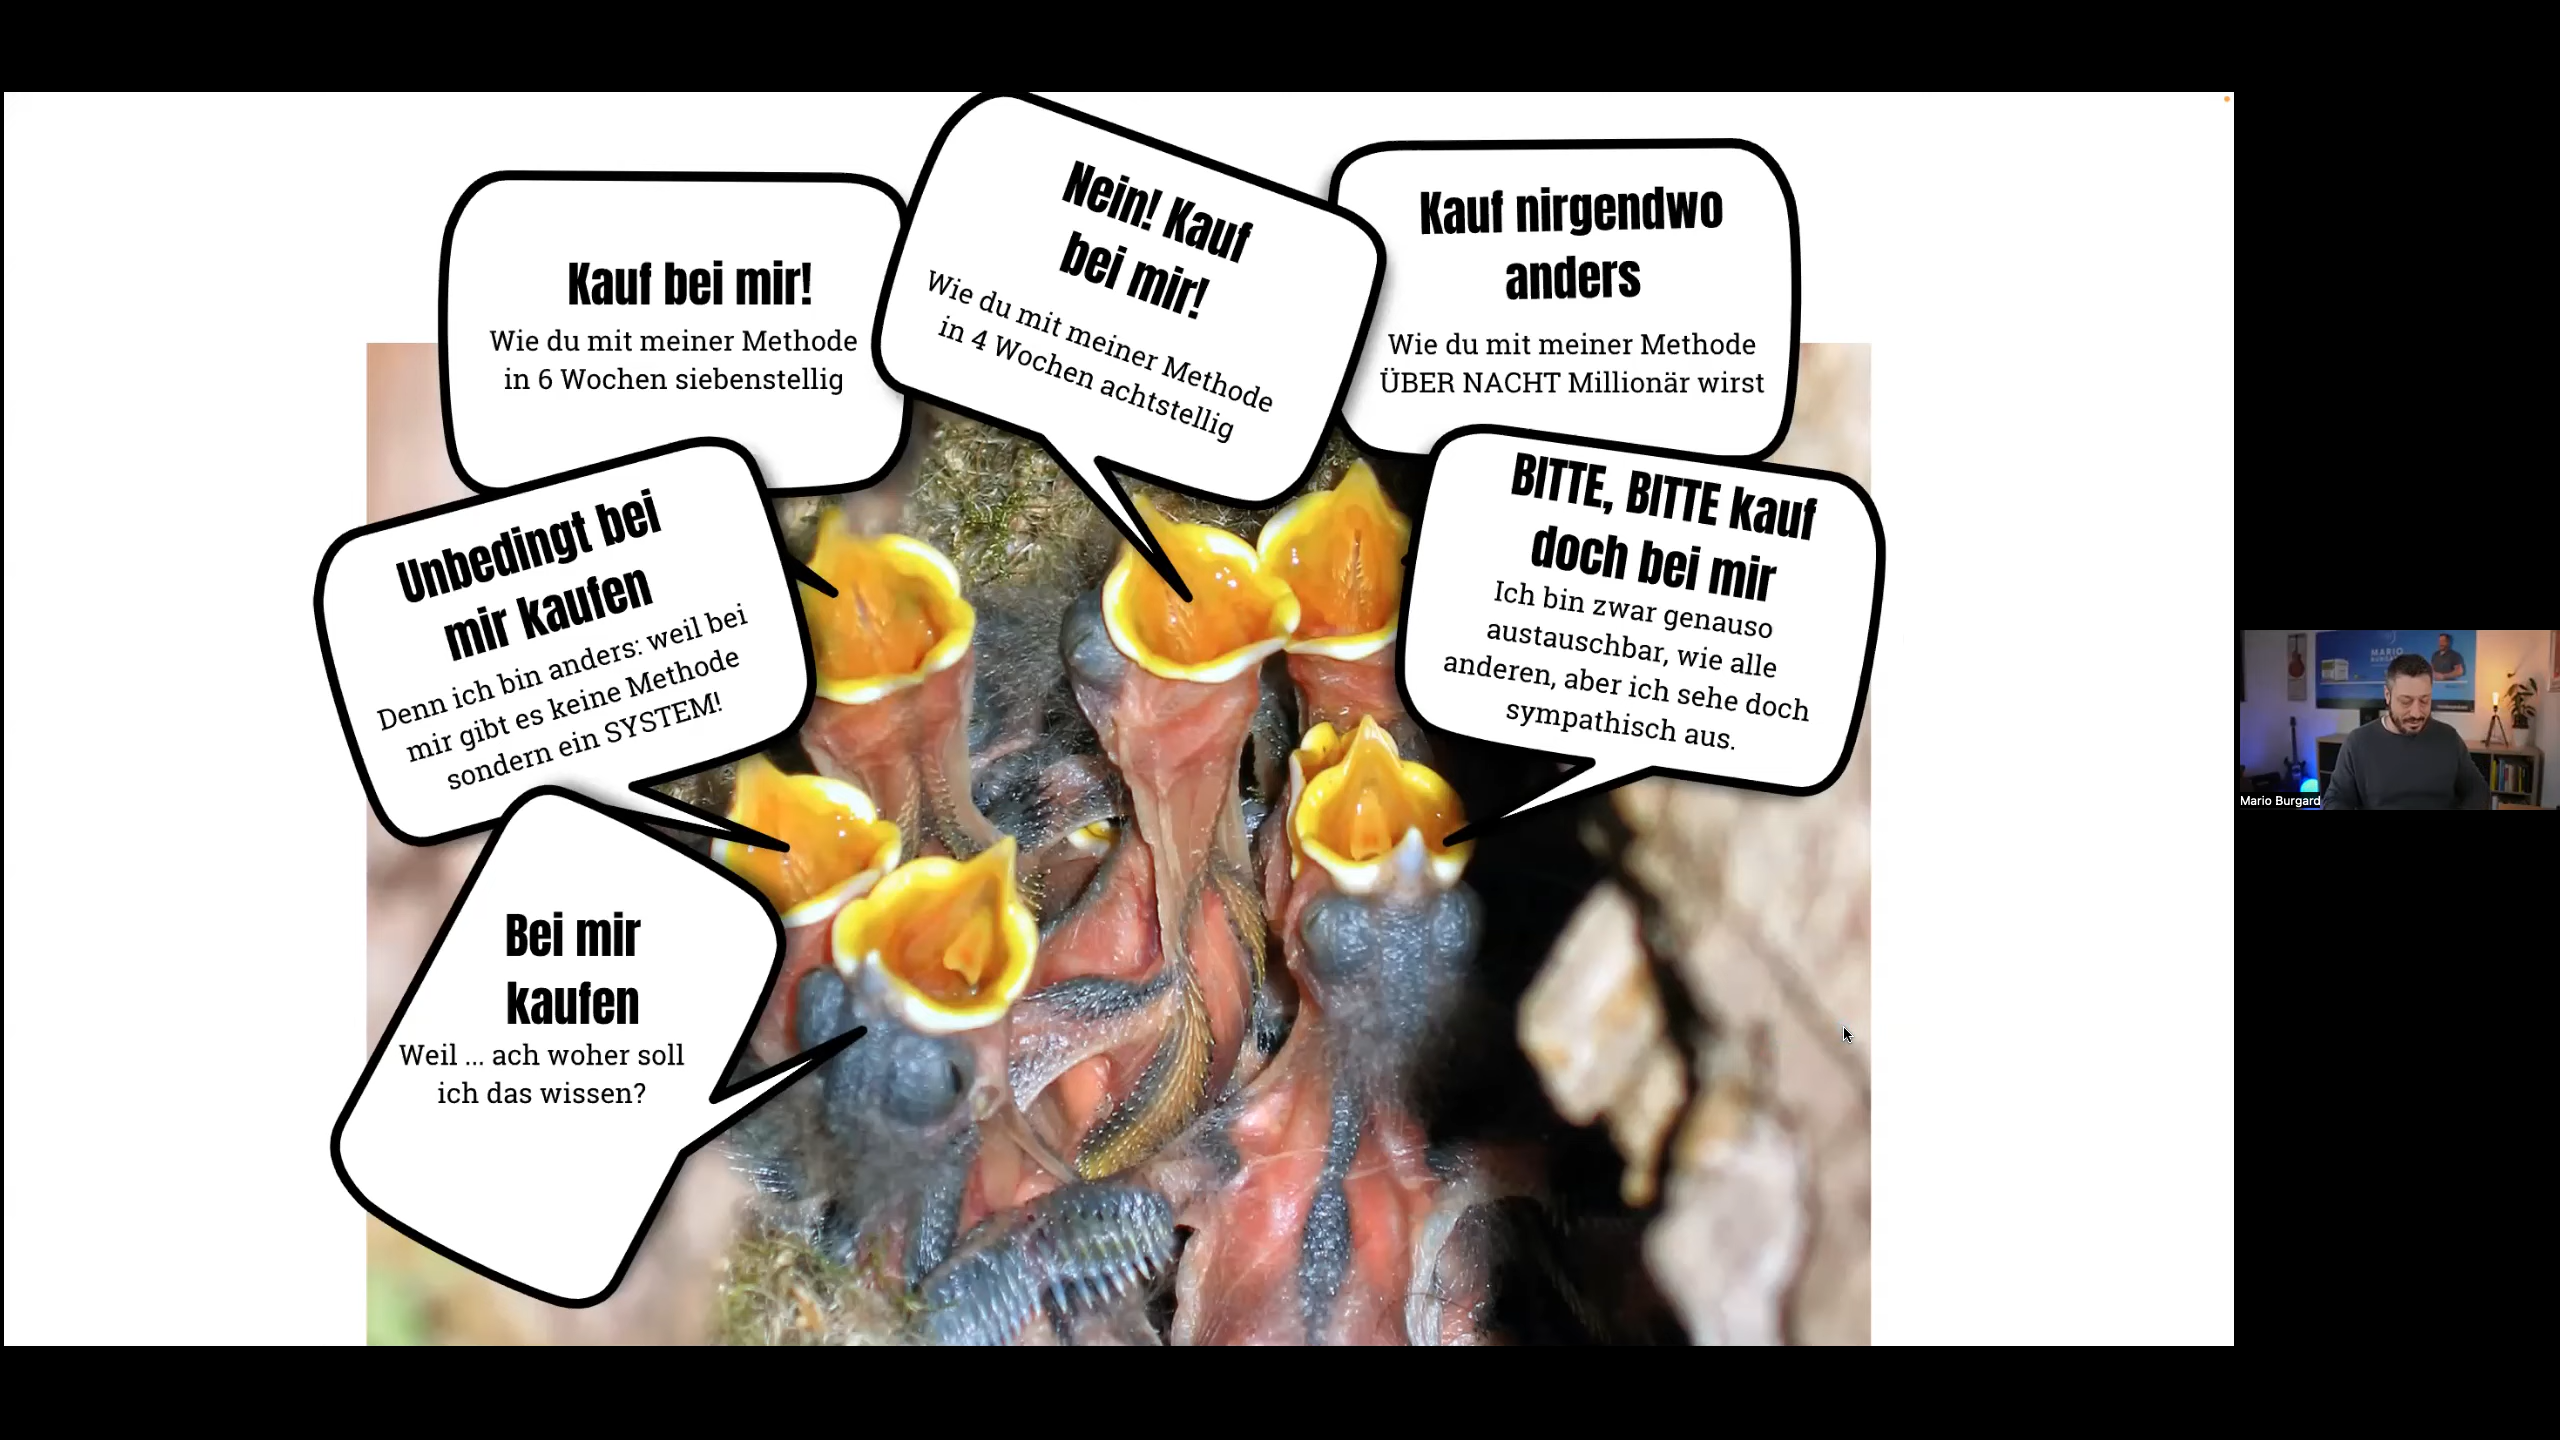 Kauf bei mir!
Wie du mit meiner Methode
in 6 Wochen siebenstellig
Nein! Kauf
bei mir!
Wie du mit meiner Methode
in 4 Wochen achtstellig
Kauf nirgendwo
anders
Wie du mit meiner Methode
ÜBER NACHT Millionär wirst
Unbedingt bei
mir kaufen
Denn ich bin anders: weil bei
mir gibt es keine Methode
sondern ein SYSTEM!
BITTE, BITTE kauf
doch bei mir
Ich bin zwar genauso
austauschbar, wie alle
anderen, aber ich sehe doch
sympathisch aus.
Bei mir
kaufen
Weil ... ach woher soll
ich das wissen?
MARIO
Mario Burgard